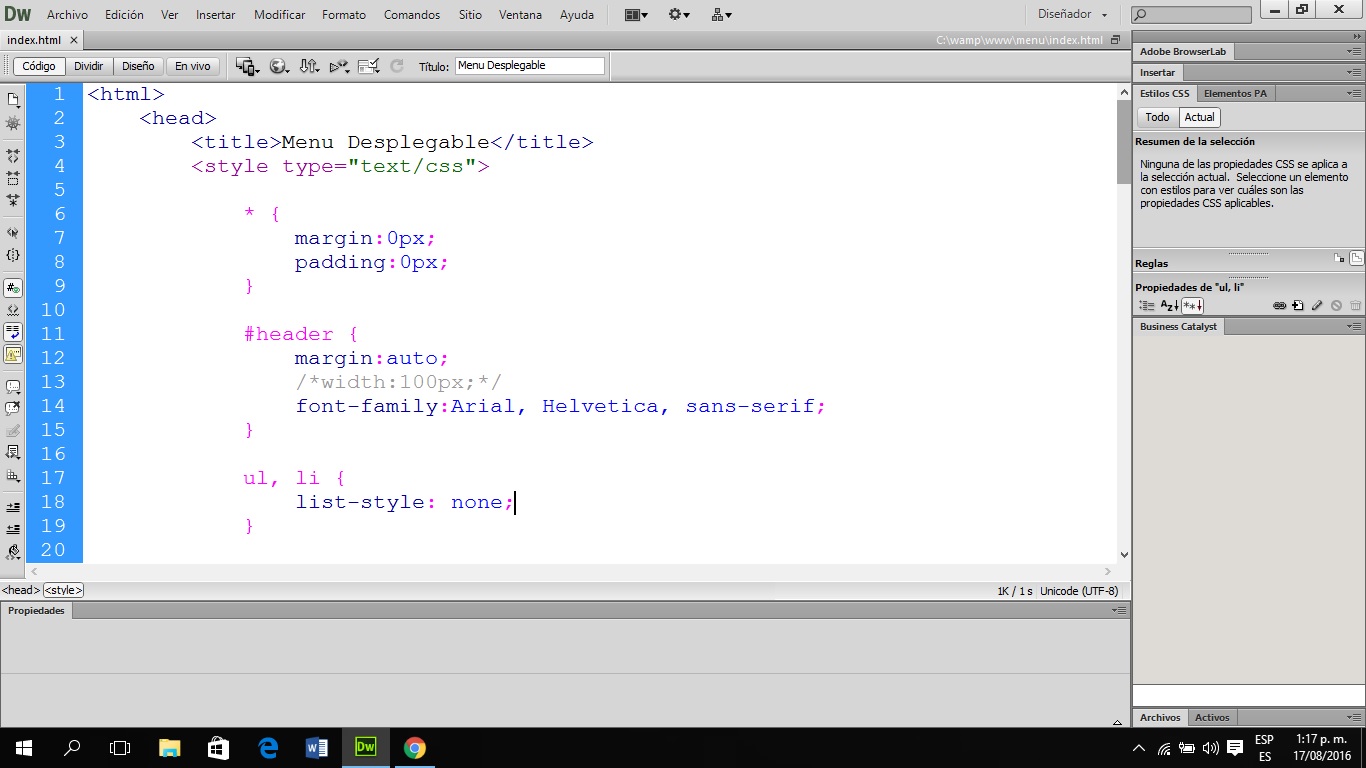 Dw Archivo Edición Ver Insertar Modificar Formato Comandos Sitio Ventana Ayuda Diseñador
index.html C:\wamp\www\menu\index.html
Código Dividir Diseño En vivo Título: Menu Desplegable
1 <html>
2 <head>
3 <title>Menu Desplegable</title>
4 <style type="text/css">
5
6 * {
7 margin:0px;
8 padding:0px;
9 }
10
11 #header {
12 margin:auto;
13 /*width:100px;*/
14 font-family:Arial, Helvetica, sans-serif;
15 }
16
17 ul, li {
18 list-style: none;
19 }
20
<head> <style> 1K / 1 s Unicode (UTF-8)
Propiedades
Adobe BrowserLab
Insertar
Estilos CSS Elementos PA
Todo Actual
Resumen de la selección
Ninguna de las propiedades CSS se aplica a
la selección actual. Seleccione un elemento
con estilos para ver cuáles son las
propiedades CSS aplicables.
Reglas
Propiedades de "ul, li"
Business Catalyst
Archivos Activos
Dw ESP 1:17 p. m.
ES 17/08/2016